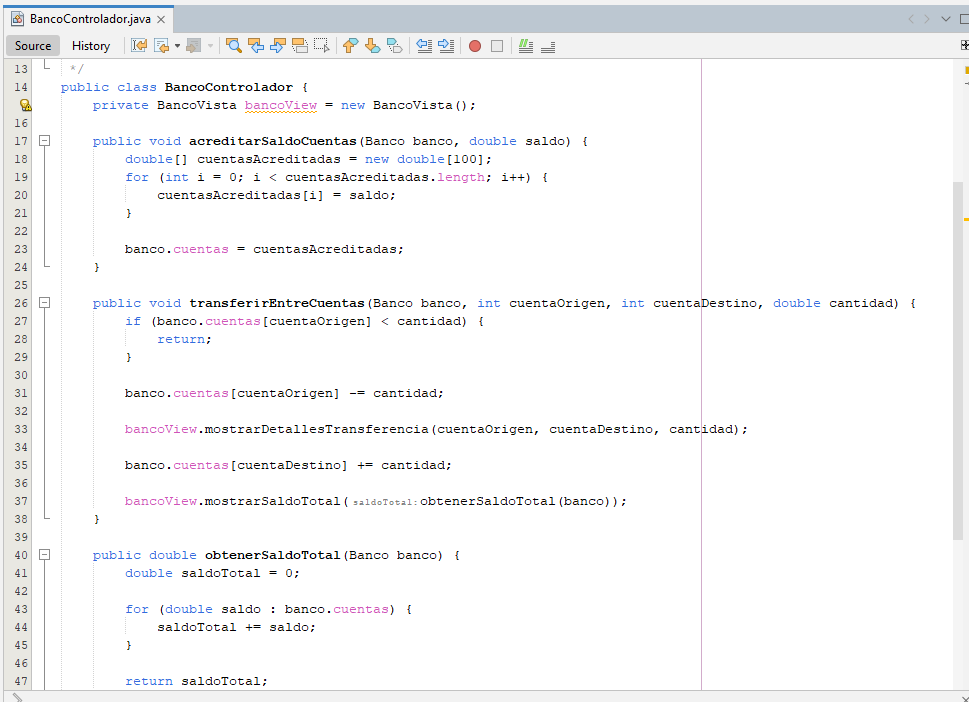 BancoControlador.java
Source History
13 */
14 public class BancoControlador {
private BancoVista bancoView = new BancoVista();
16
17 public void acreditarSaldoCuentas(Banco banco, double saldo) {
18 double[] cuentasAcreditadas = new double[100];
19 for (int i = 0; i < cuentasAcreditadas.length; i++) {
20 cuentasAcreditadas[i] = saldo;
21 }
22
23 banco.cuentas = cuentasAcreditadas;
24 }
25
26 public void transferirEntreCuentas(Banco banco, int cuentaOrigen, int cuentaDestino, double cantidad) {
27 if (banco.cuentas[cuentaOrigen] < cantidad) {
28 return;
29 }
30
31 banco.cuentas[cuentaOrigen] -= cantidad;
32
33 bancoView.mostrarDetallesTransferencia(cuentaOrigen, cuentaDestino, cantidad);
34
35 banco.cuentas[cuentaDestino] += cantidad;
36
37 bancoView.mostrarSaldoTotal( saldoTotal: obtenerSaldoTotal(banco));
38 }
39
40 public double obtenerSaldoTotal(Banco banco) {
41 double saldoTotal = 0;
42
43 for (double saldo : banco.cuentas) {
44 saldoTotal += saldo;
45 }
46
47 return saldoTotal;